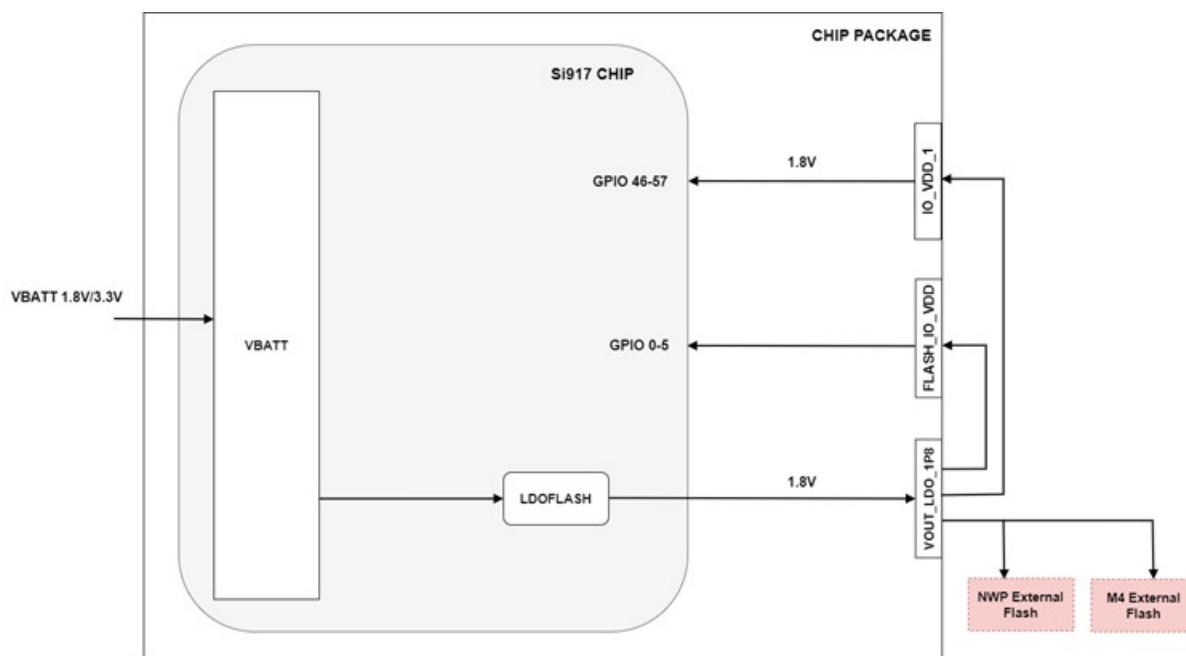 CHIP PACKAGE
Si917 CHIP
IO_VDD_1
1.8V
GPIO 46-57
VBATT 1.8V/3.3V
FLASH_IO_VDD
VBATT
GPIO 0-5
VOUT_LDO_1P8
1.8V
LDOFLASH
NWP External
Flash
M4 External
Flash